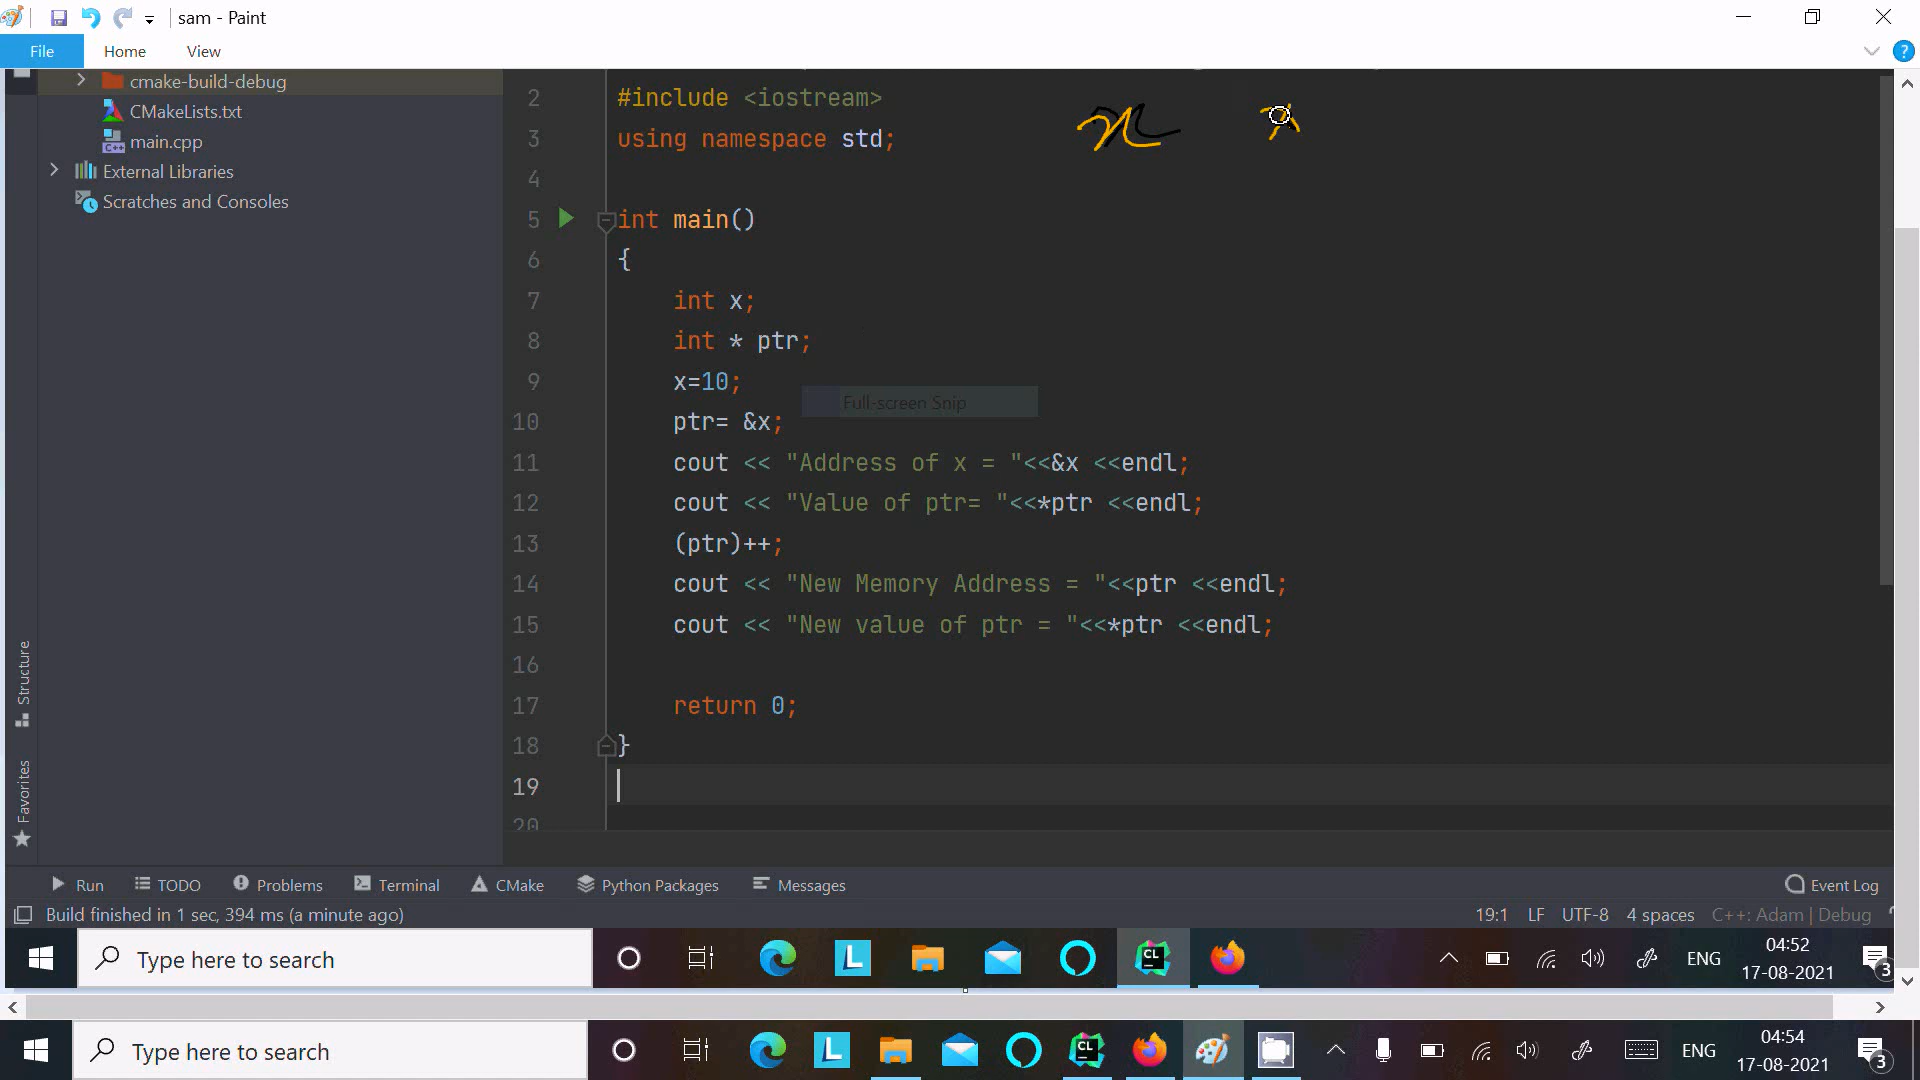 sam - Paint
File Home View
cmake-build-debug
CMakeLists.txt
main.cpp
External Libraries
Scratches and Consoles
2 #include <iostream>
3 using namespace std;
4
5 int main()
6 {
7 int x;
8 int * ptr;
9 x=10;
Full-screen Snip
10 ptr= &x;
11 cout << "Address of x = "<<&x <<endl;
12 cout << "Value of ptr= "<<*ptr <<endl;
13 (ptr)++;
14 cout << "New Memory Address = "<<ptr <<endl;
15 cout << "New value of ptr = "<<*ptr <<endl;
16
17 return 0;
18 }
19
20
x
Structure
Favorites
Run TODO Problems Terminal CMake Python Packages Messages Event Log
Build finished in 1 sec, 394 ms (a minute ago) 19:1 LF UTF-8 4 spaces C++: Adam | Debug
Type here to search L CL ENG 04:52 17-08-2021 3
Type here to search L CL ENG 04:54 17-08-2021 3